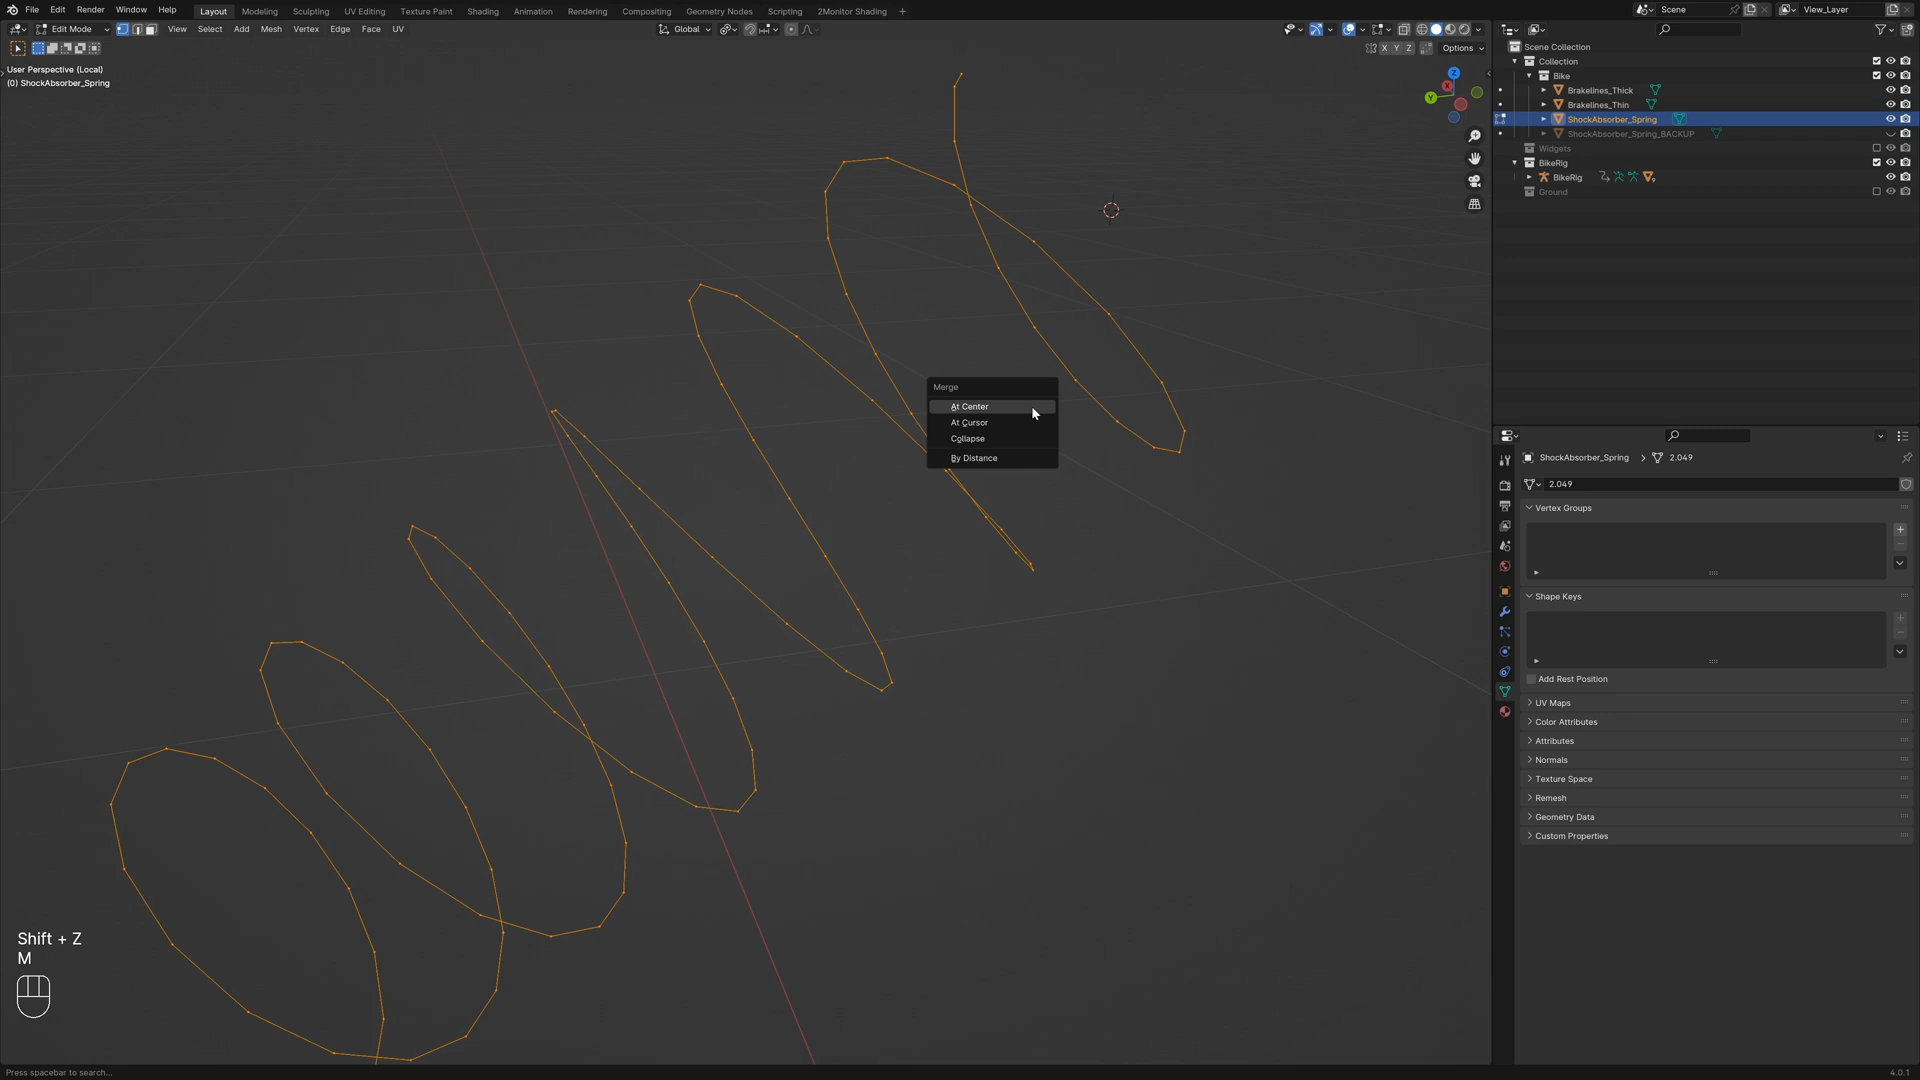 File Edit Render Window Help Layout Modeling Sculpting UV Editing Texture Paint Shading Animation Rendering Compositing Geometry Nodes Scripting 2Monitor Shading + Scene View_Layer
Edit Mode View Select Add Mesh Vertex Edge Face UV Global
X Y Z Options
User Perspective (Local)
(0) ShockAbsorber_Spring
Z
X
Y
Merge
At Center
At Cursor
Collapse
By Distance
Shift + Z
M
Scene Collection
Collection
Bike
Brakelines_Thick
Brakelines_Thin
ShockAbsorber_Spring
ShockAbsorber_Spring_BACKUP
Widgets
BikeRig
BikeRig
Ground
ShockAbsorber_Spring > 2.049
2.049
Vertex Groups
Shape Keys
Add Rest Position
UV Maps
Color Attributes
Attributes
Normals
Texture Space
Remesh
Geometry Data
Custom Properties
Press spacebar to search... 4.0.1